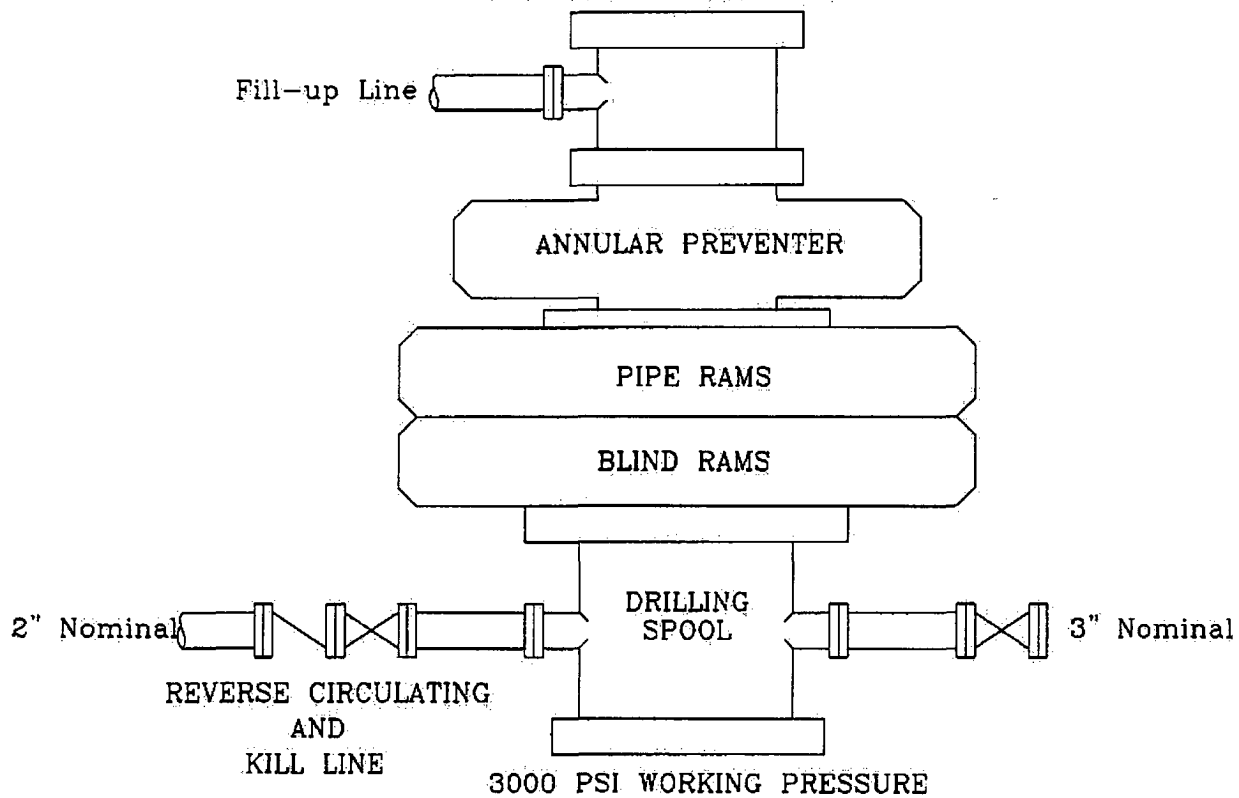 Fill-up Line
ANNULAR PREVENTER
PIPE RAMS
BLIND RAMS
DRILLING
SPOOL
2" Nominal
3" Nominal
REVERSE CIRCULATING
AND
KILL LINE
3000 PSI WORKING PRESSURE